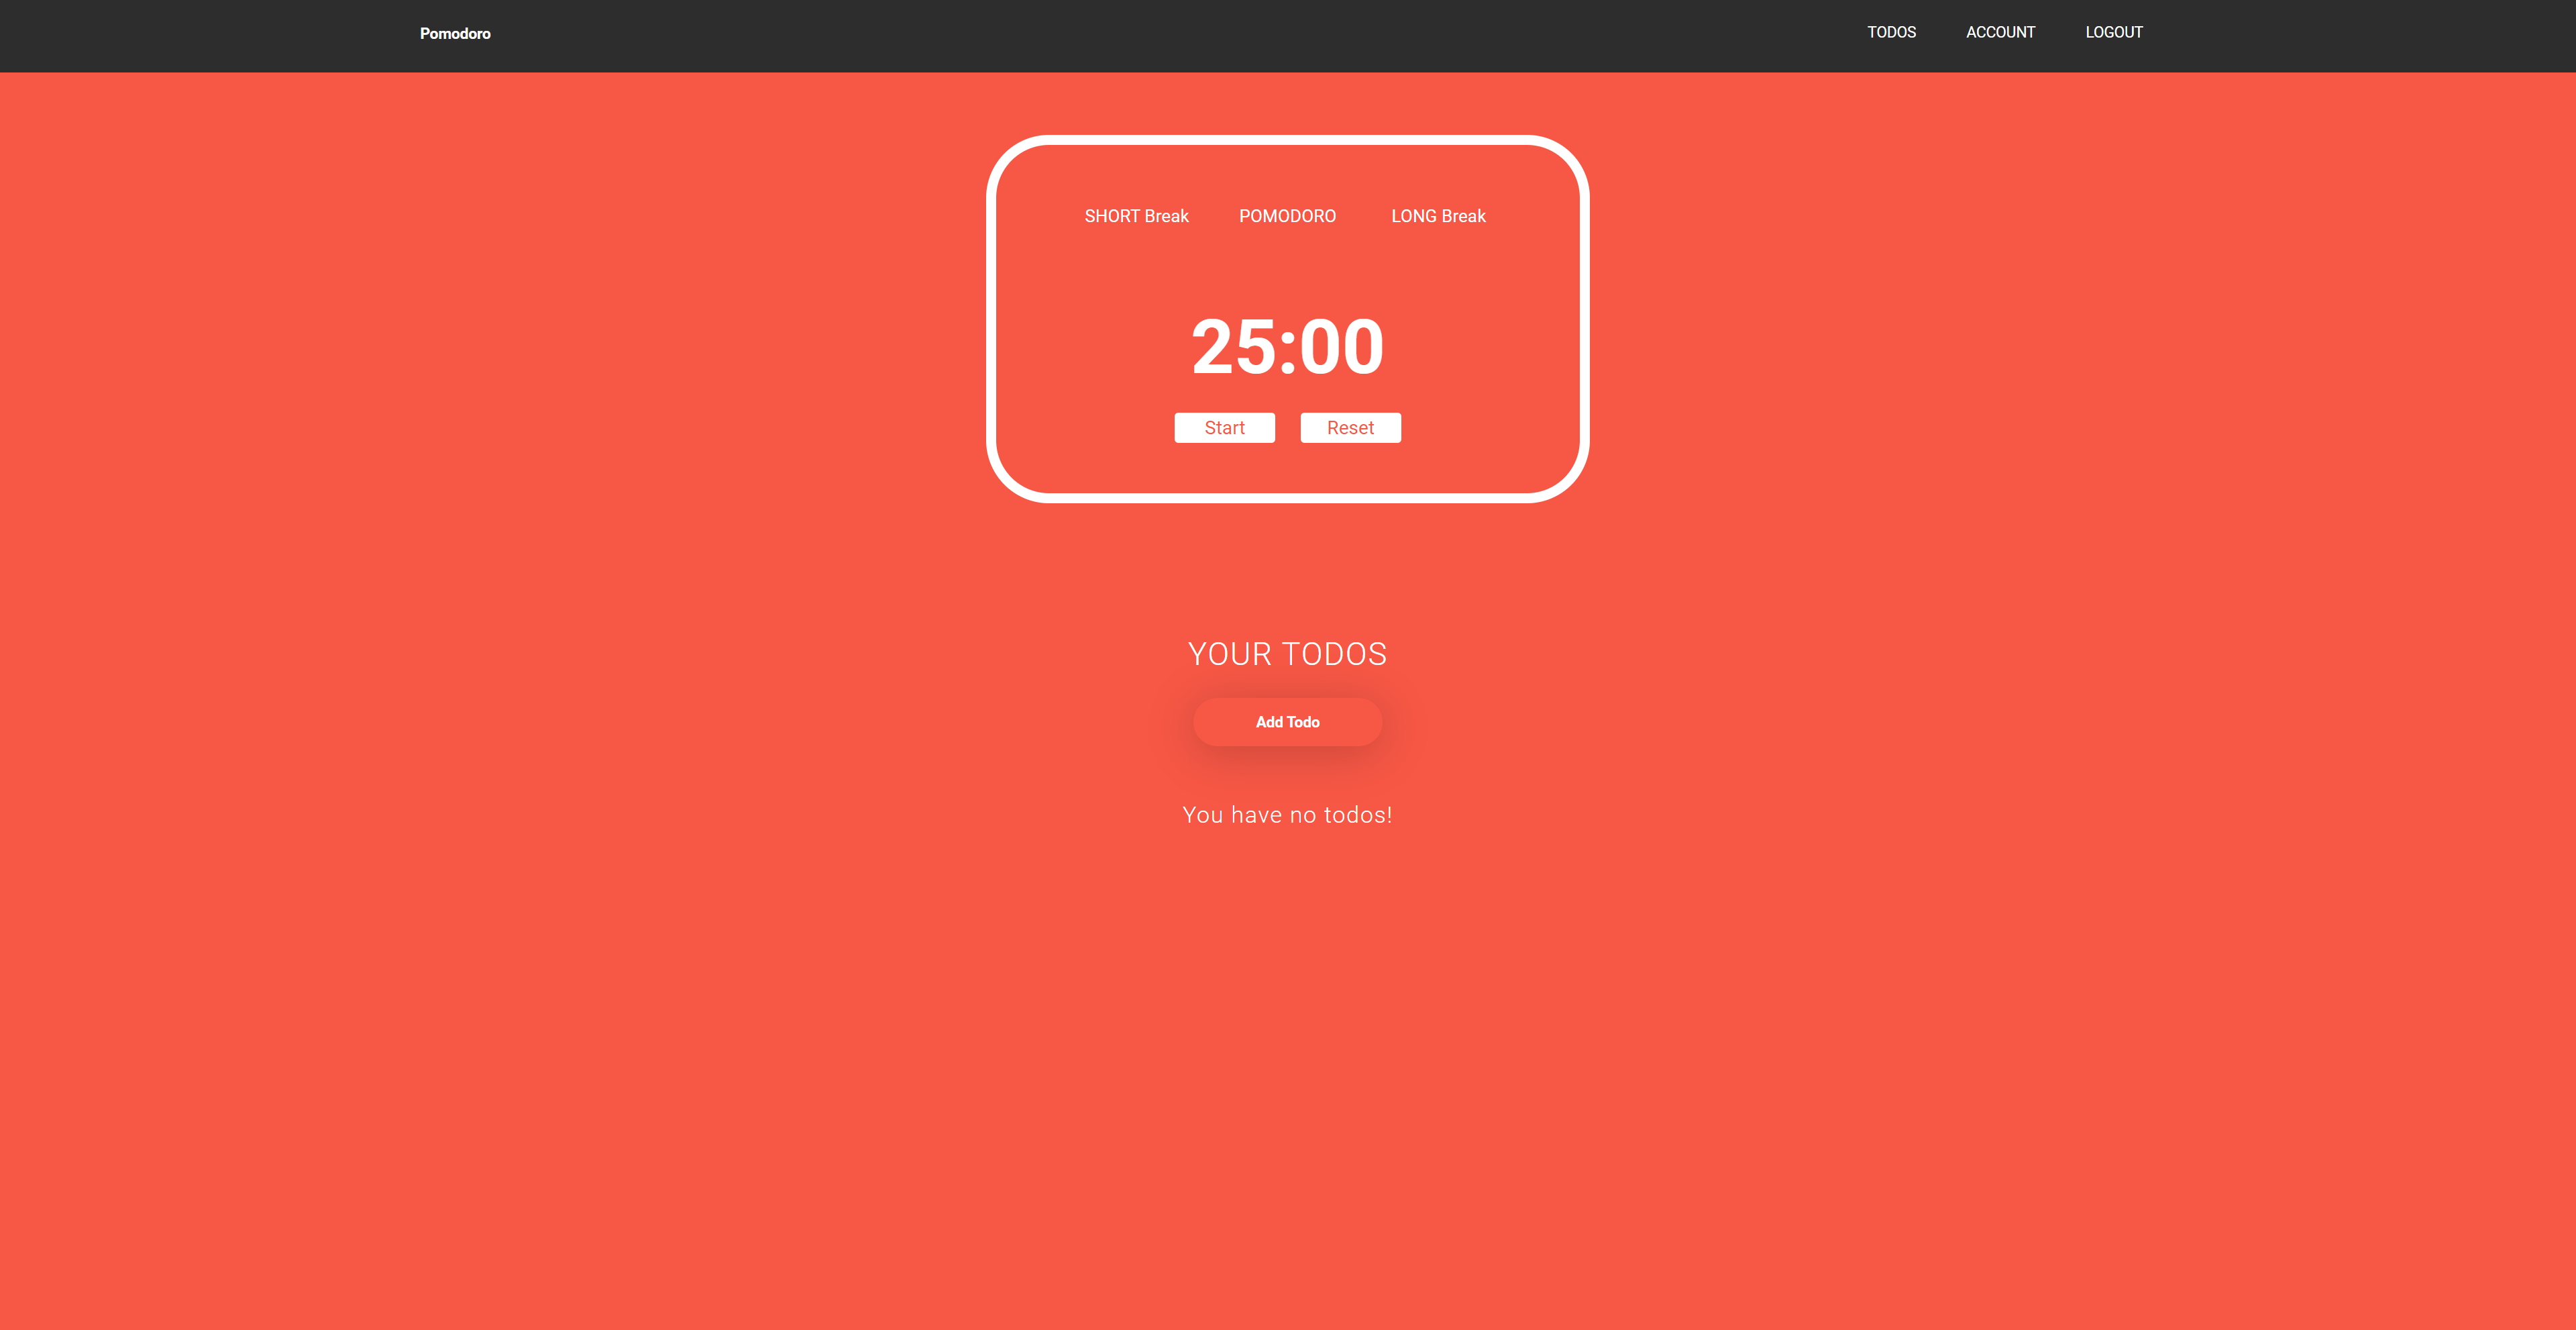 Pomodoro TODOS ACCOUNT LOGOUT
SHORT Break POMODORO LONG Break
25:00
Start Reset
YOUR TODOS
Add Todo
You have no todos!